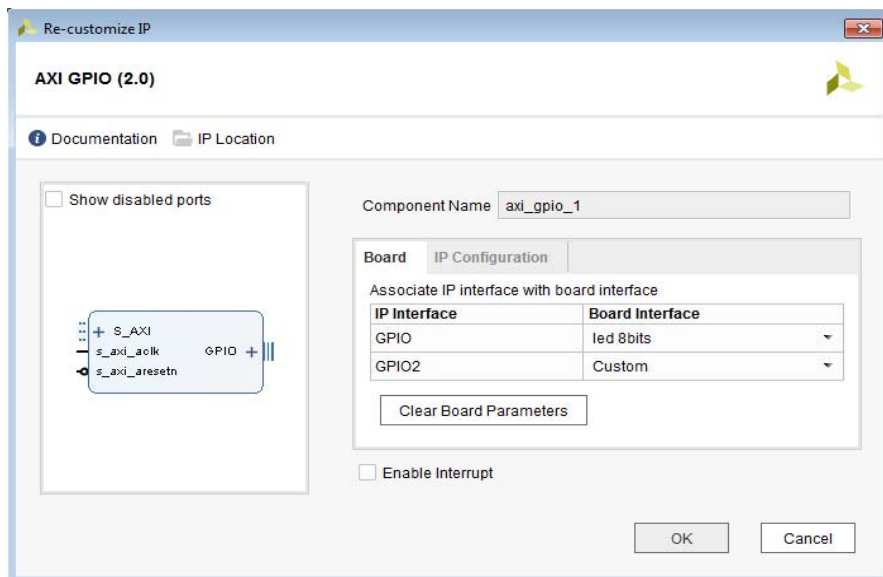 Re-customize IP
AXI GPIO (2.0)
Documentation IP Location
Show disabled ports
S_AXI
s_axi_aclk GPIO
s_axi_aresetn
Component Name axi_gpio_1
Board IP Configuration
Associate IP interface with board interface
IP Interface Board Interface
GPIO led 8bits
GPIO2 Custom
Clear Board Parameters
Enable Interrupt
OK Cancel